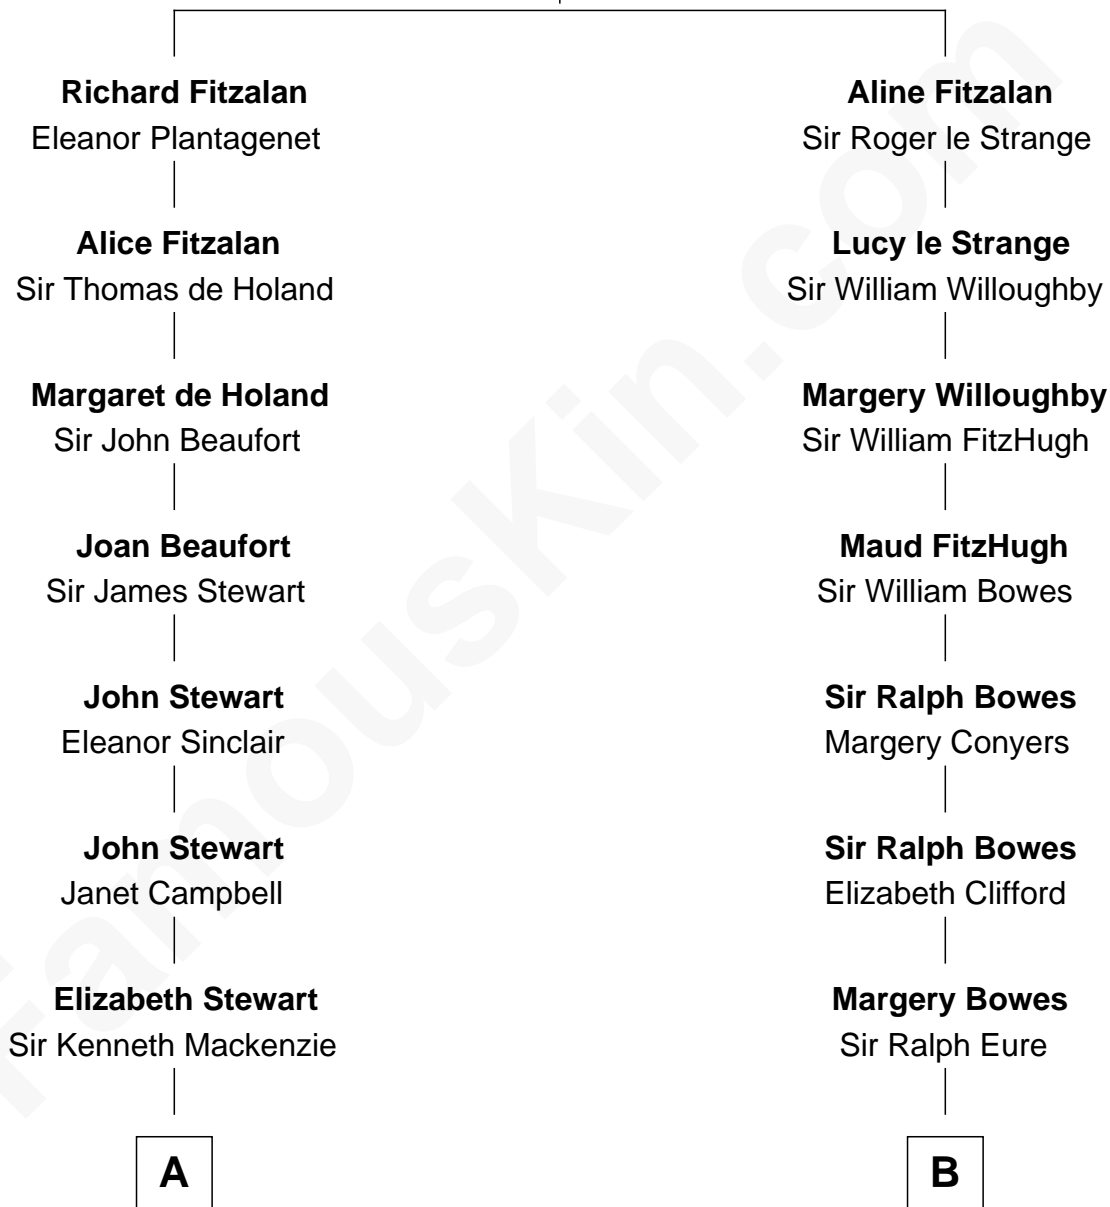 Richard Fitzalan
Eleanor Plantagenet
Alice Fitzalan
Sir Thomas de Holand
Margaret de Holand
Sir John Beaufort
Joan Beaufort
Sir James Stewart
John Stewart
Eleanor Sinclair
John Stewart
Janet Campbell
Elizabeth Stewart
Sir Kenneth Mackenzie
A
Aline Fitzalan
Sir Roger le Strange
Lucy le Strange
Sir William Willoughby
Margery Willoughby
Sir William FitzHugh
Maud FitzHugh
Sir William Bowes
Sir Ralph Bowes
Margery Conyers
Sir Ralph Bowes
Elizabeth Clifford
Margery Bowes
Sir Ralph Eure
B
FamousKin.com